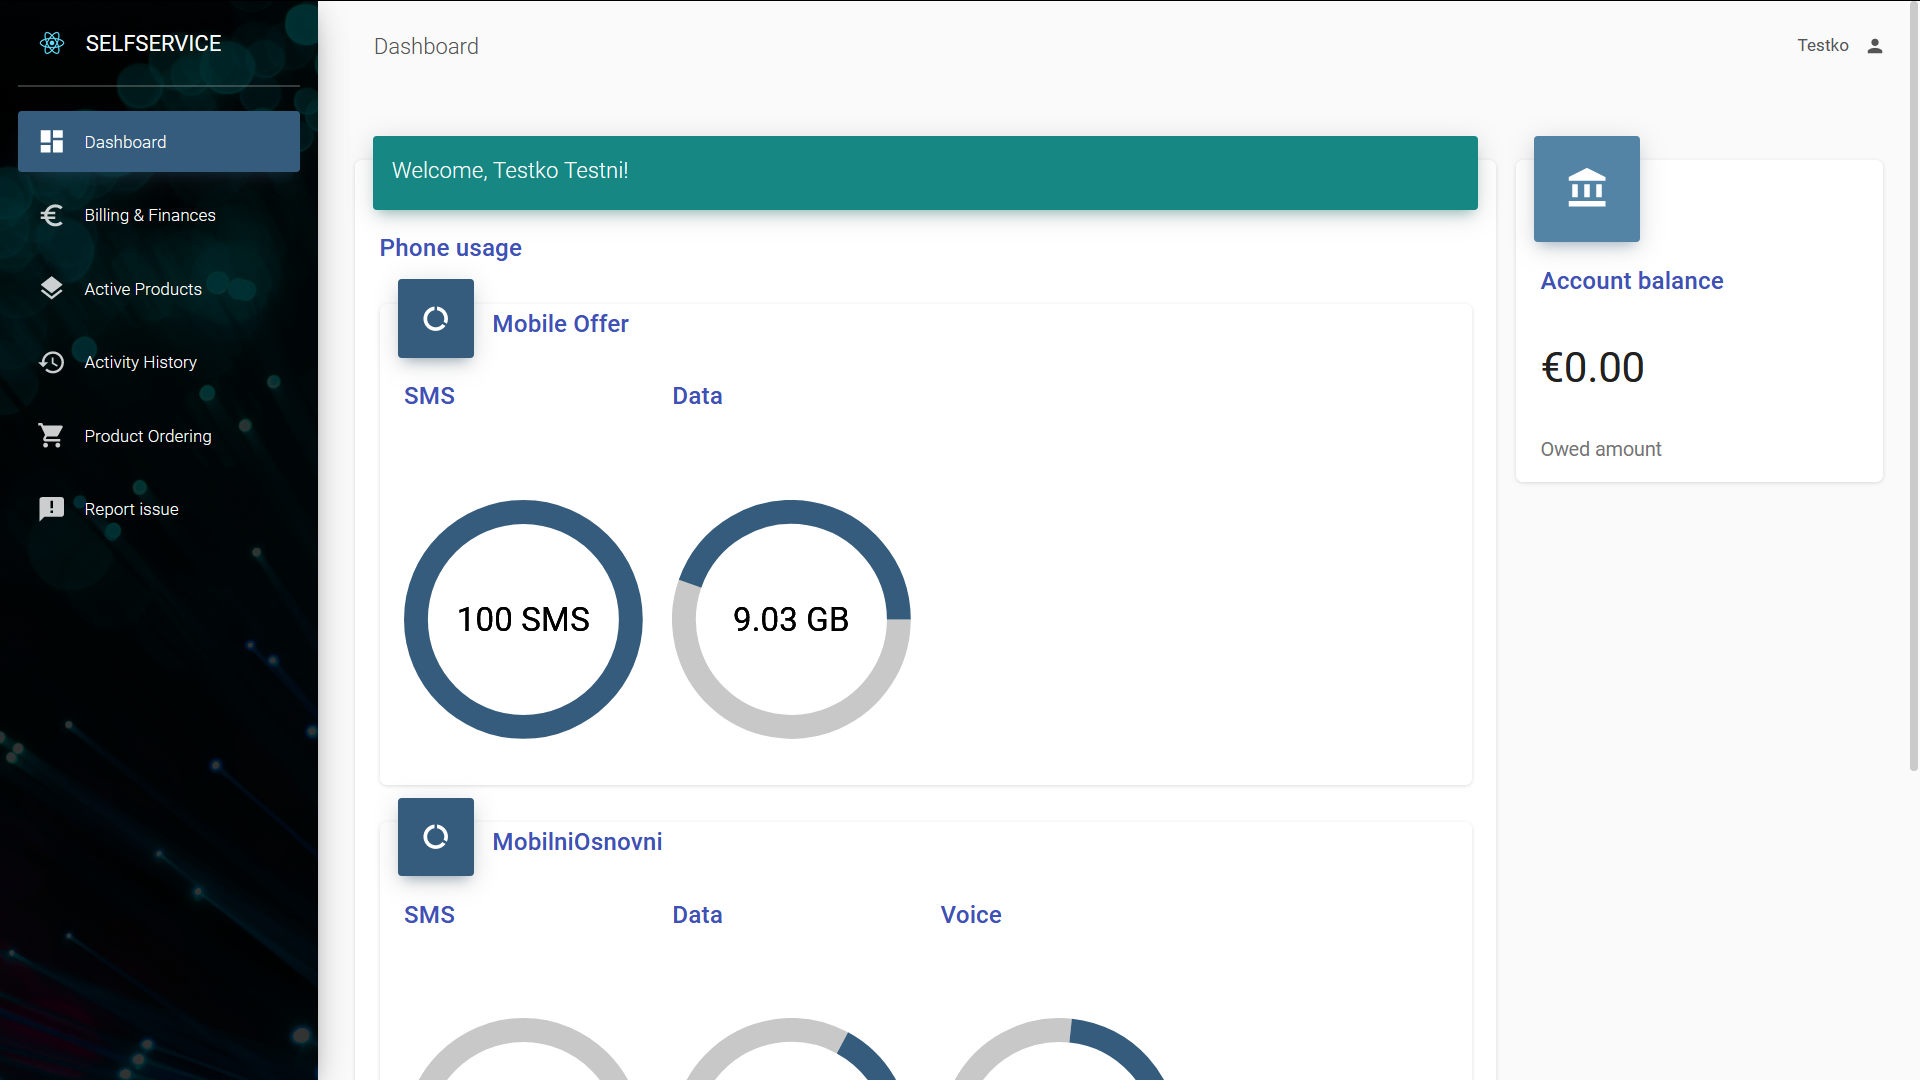 SELFSERVICE
Dashboard
Billing & Finances
Active Products
Activity History
Product Ordering
Report issue
Dashboard
Testko
Welcome, Testko Testni!
Phone usage
Mobile Offer
SMS
Data
100 SMS
9.03 GB
MobilniOsnovni
SMS
Data
Voice
Account balance
€0.00
Owed amount